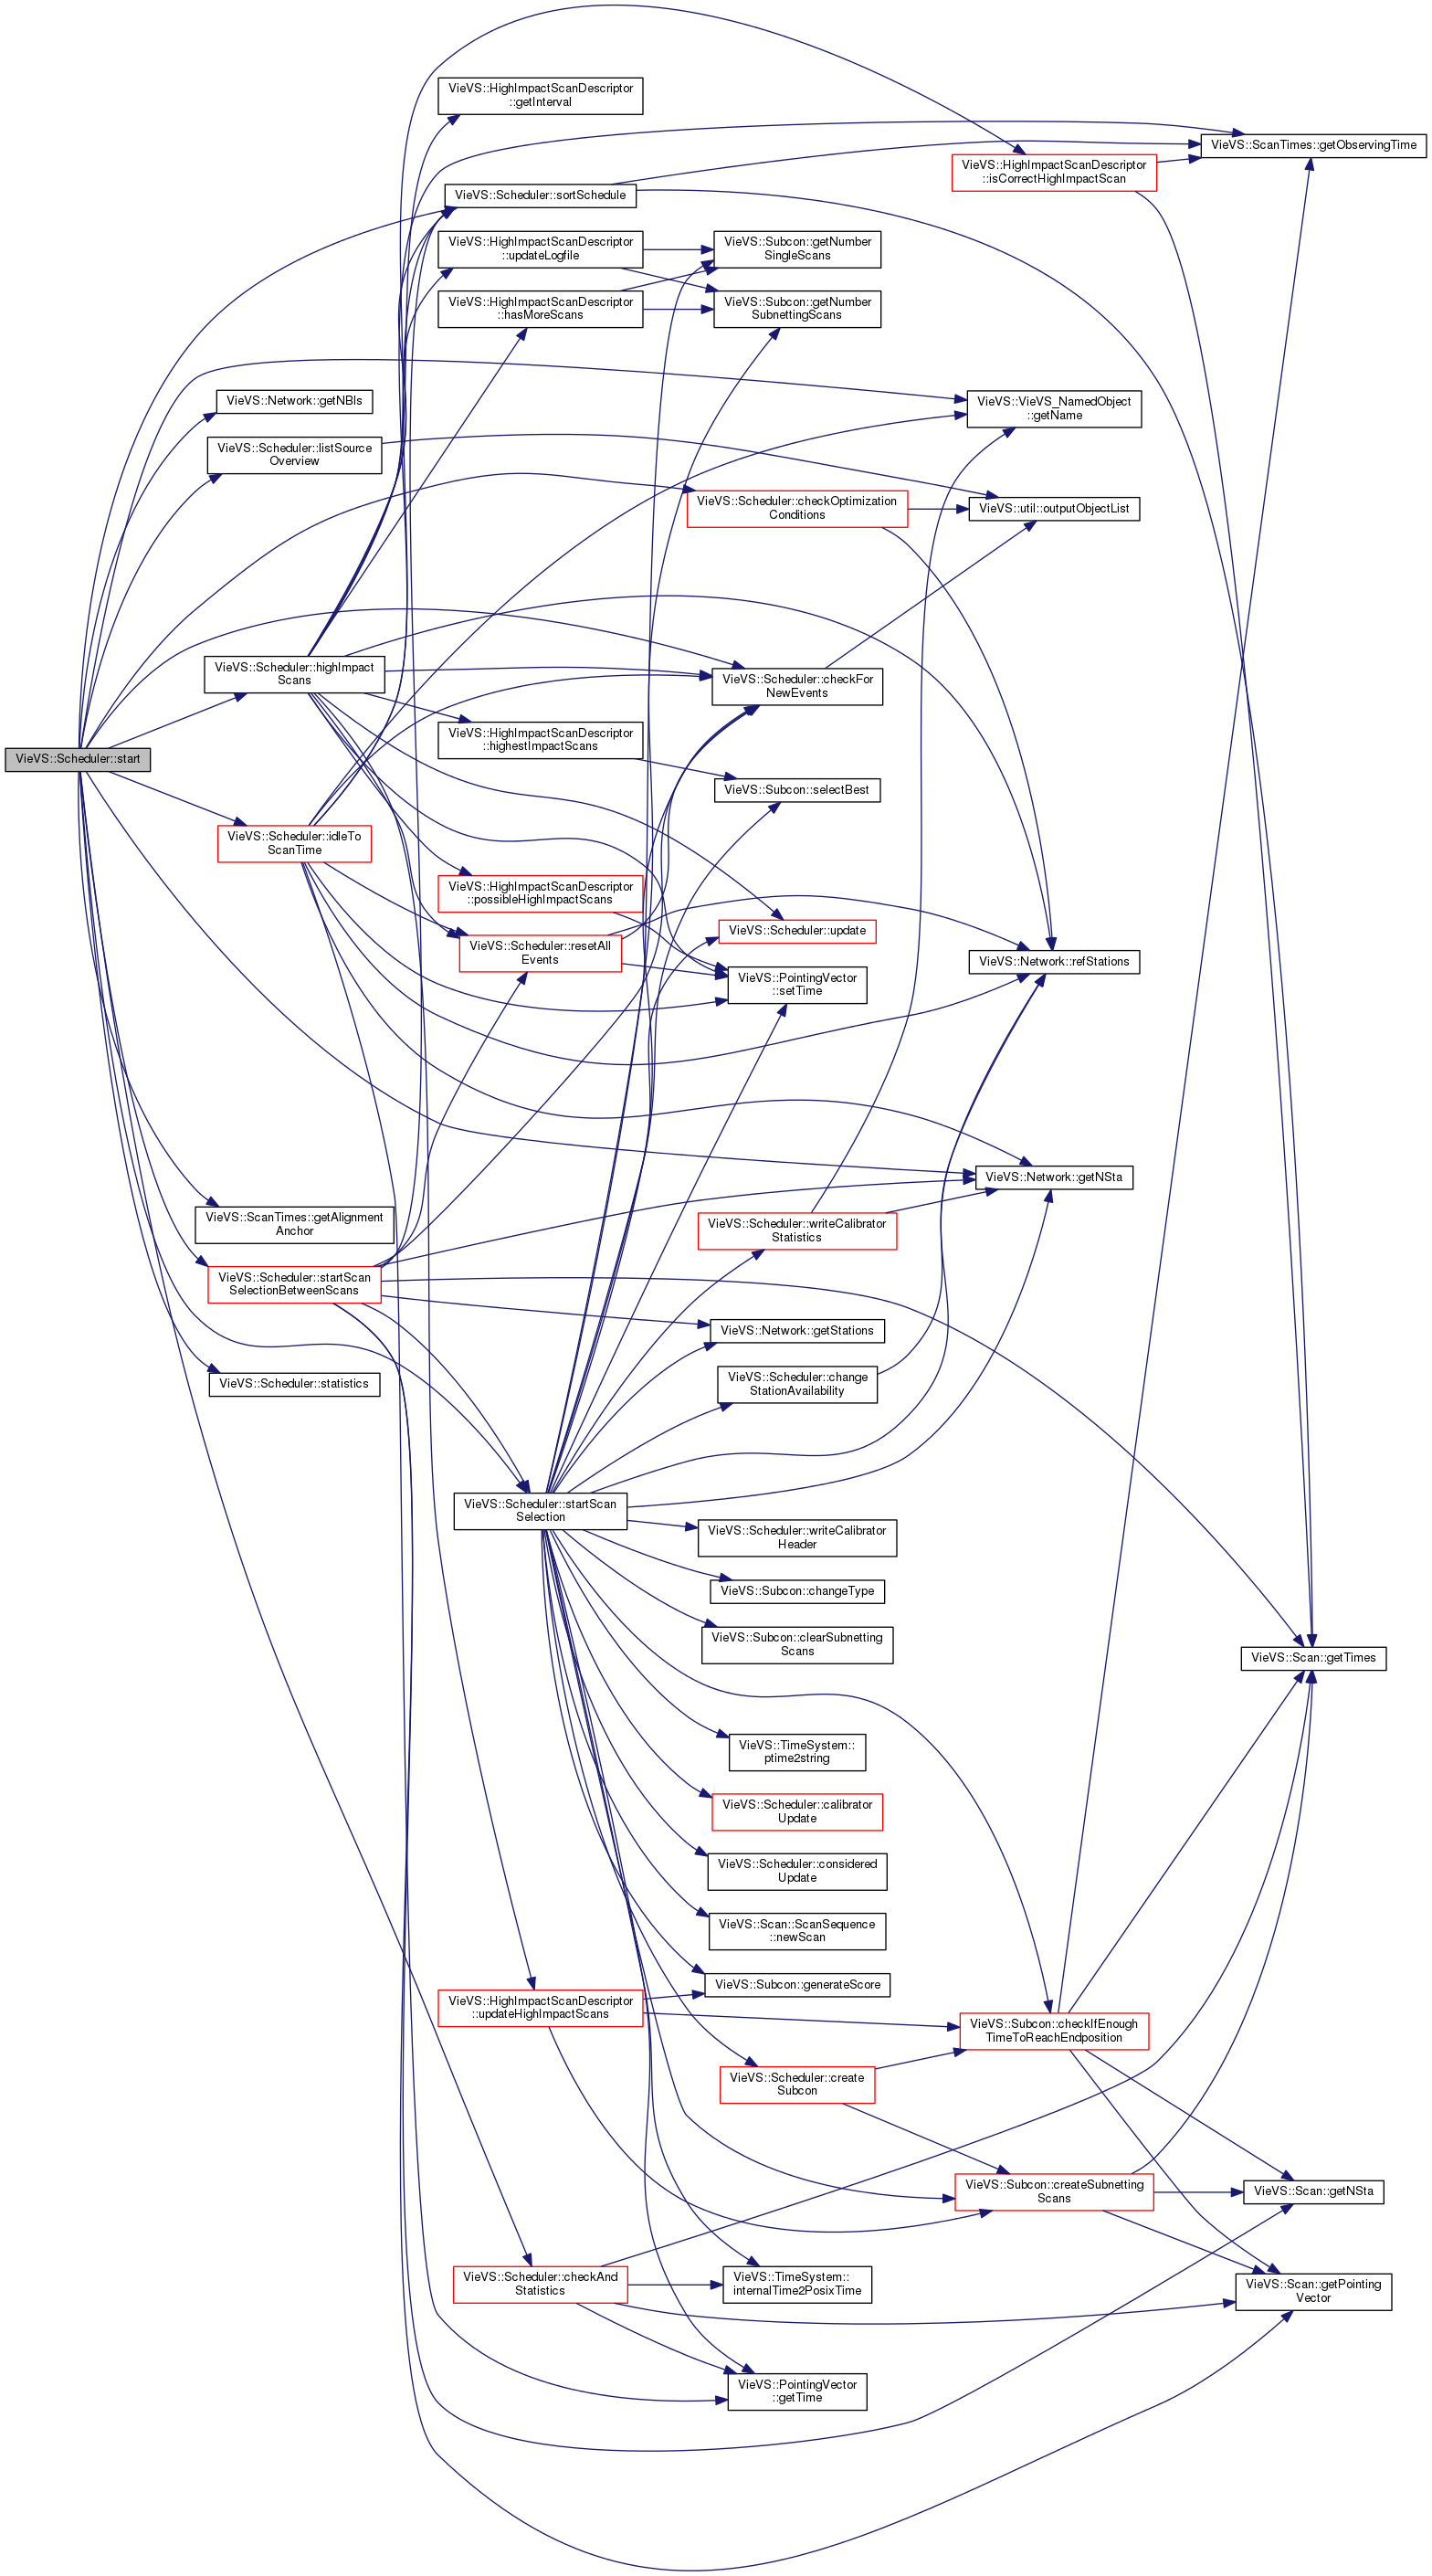 VieVS::HighImpactScanDescriptor
::getInterval
VieVS::ScanTimes::getObservingTime
VieVS::HighImpactScanDescriptor
::isCorrectHighImpactScan
VieVS::Scheduler::sortSchedule
VieVS::HighImpactScanDescriptor
::updateLogfile
VieVS::Subcon::getNumber
SingleScans
VieVS::HighImpactScanDescriptor
::hasMoreScans
VieVS::Subcon::getNumber
SubnettingScans
VieVS::Network::getNBls
VieVS::VieVS_NamedObject
::getName
VieVS::Scheduler::listSource
Overview
VieVS::Scheduler::checkOptimization
Conditions
VieVS::util::outputObjectList
VieVS::Scheduler::highImpact
Scans
VieVS::Scheduler::checkFor
NewEvents
VieVS::HighImpactScanDescriptor
::highestImpactScans
VieVS::Scheduler::start
VieVS::Subcon::selectBest
VieVS::Scheduler::idleTo
ScanTime
VieVS::HighImpactScanDescriptor
::possibleHighImpactScans
VieVS::Scheduler::update
VieVS::Scheduler::resetAll
Events
VieVS::Network::refStations
VieVS::PointingVector
::setTime
VieVS::Network::getNSta
VieVS::ScanTimes::getAlignment
Anchor
VieVS::Scheduler::writeCalibrator
Statistics
VieVS::Scheduler::startScan
SelectionBetweenScans
VieVS::Network::getStations
VieVS::Scheduler::statistics
VieVS::Scheduler::change
StationAvailability
VieVS::Scheduler::startScan
Selection
VieVS::Scheduler::writeCalibrator
Header
VieVS::Subcon::changeType
VieVS::Subcon::clearSubnetting
Scans
VieVS::Scan::getTimes
VieVS::TimeSystem::
ptime2string
VieVS::Scheduler::calibrator
Update
VieVS::Scheduler::considered
Update
VieVS::Scan::ScanSequence
::newScan
VieVS::Subcon::generateScore
VieVS::HighImpactScanDescriptor
::updateHighImpactScans
VieVS::Subcon::checkIfEnough
TimeToReachEndposition
VieVS::Scheduler::create
Subcon
VieVS::Subcon::createSubnetting
Scans
VieVS::Scan::getNSta
VieVS::Scheduler::checkAnd
Statistics
VieVS::TimeSystem::
internalTime2PosixTime
VieVS::Scan::getPointing
Vector
VieVS::PointingVector
::getTime